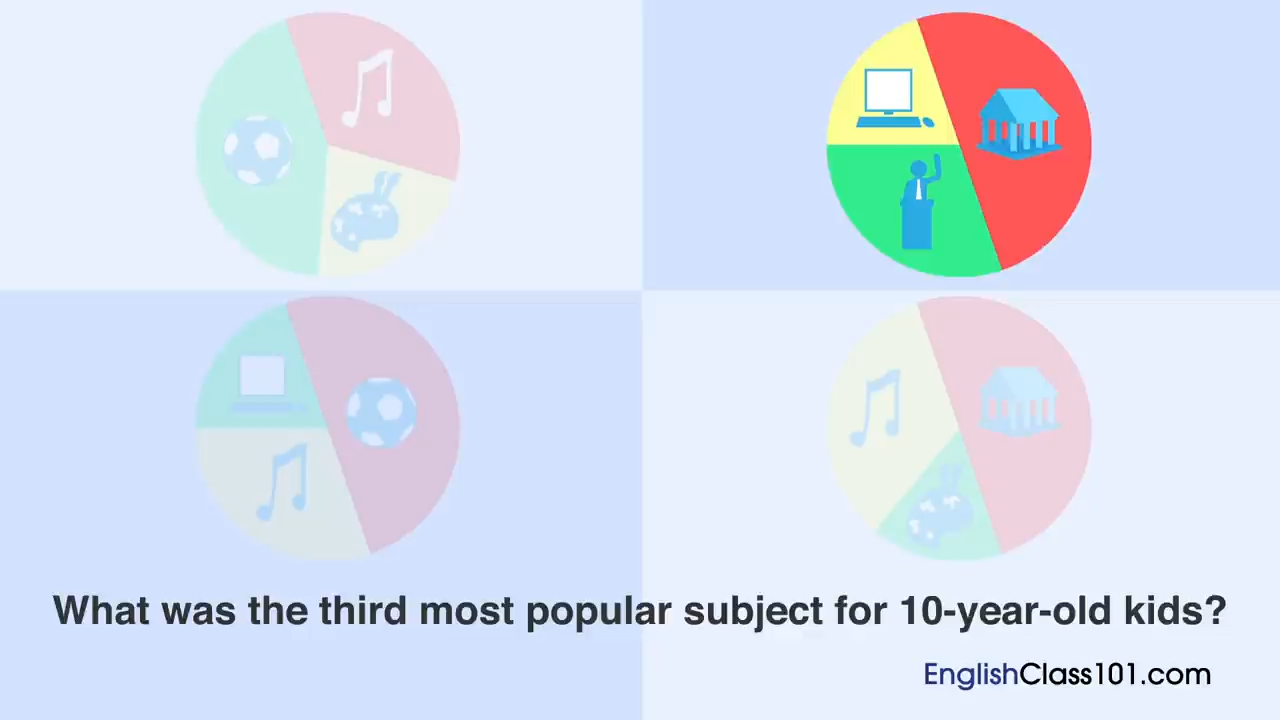 What was the third most popular subject for 10-year-old kids?
EnglishClass101.com